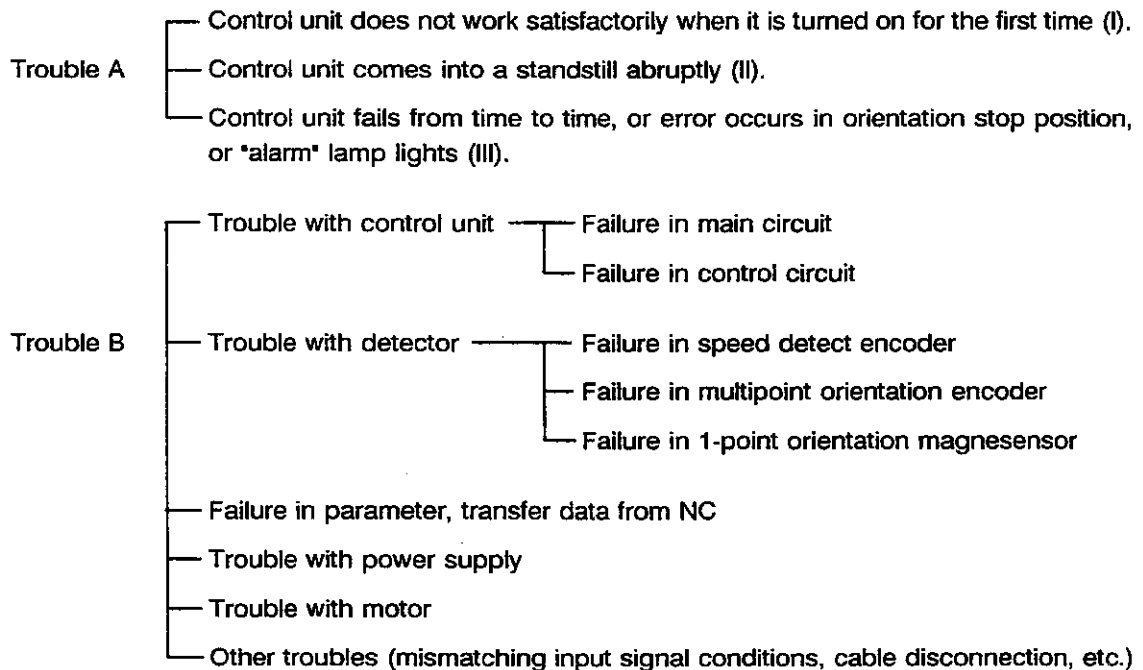 Control unit does not work satisfactorily when it is turned on for the first time (I).
Trouble A
Control unit comes into a standstill abruptly (II).
Control unit fails from time to time, or error occurs in orientation stop position,
or "alarm" lamp lights (III).
Trouble with control unit
Failure in main circuit
Failure in control circuit
Trouble B
Trouble with detector
Failure in speed detect encoder
Failure in multipoint orientation encoder
Failure in 1-point orientation magnesensor
Failure in parameter, transfer data from NC
Trouble with power supply
Trouble with motor
Other troubles (mismatching input signal conditions, cable disconnection, etc.)